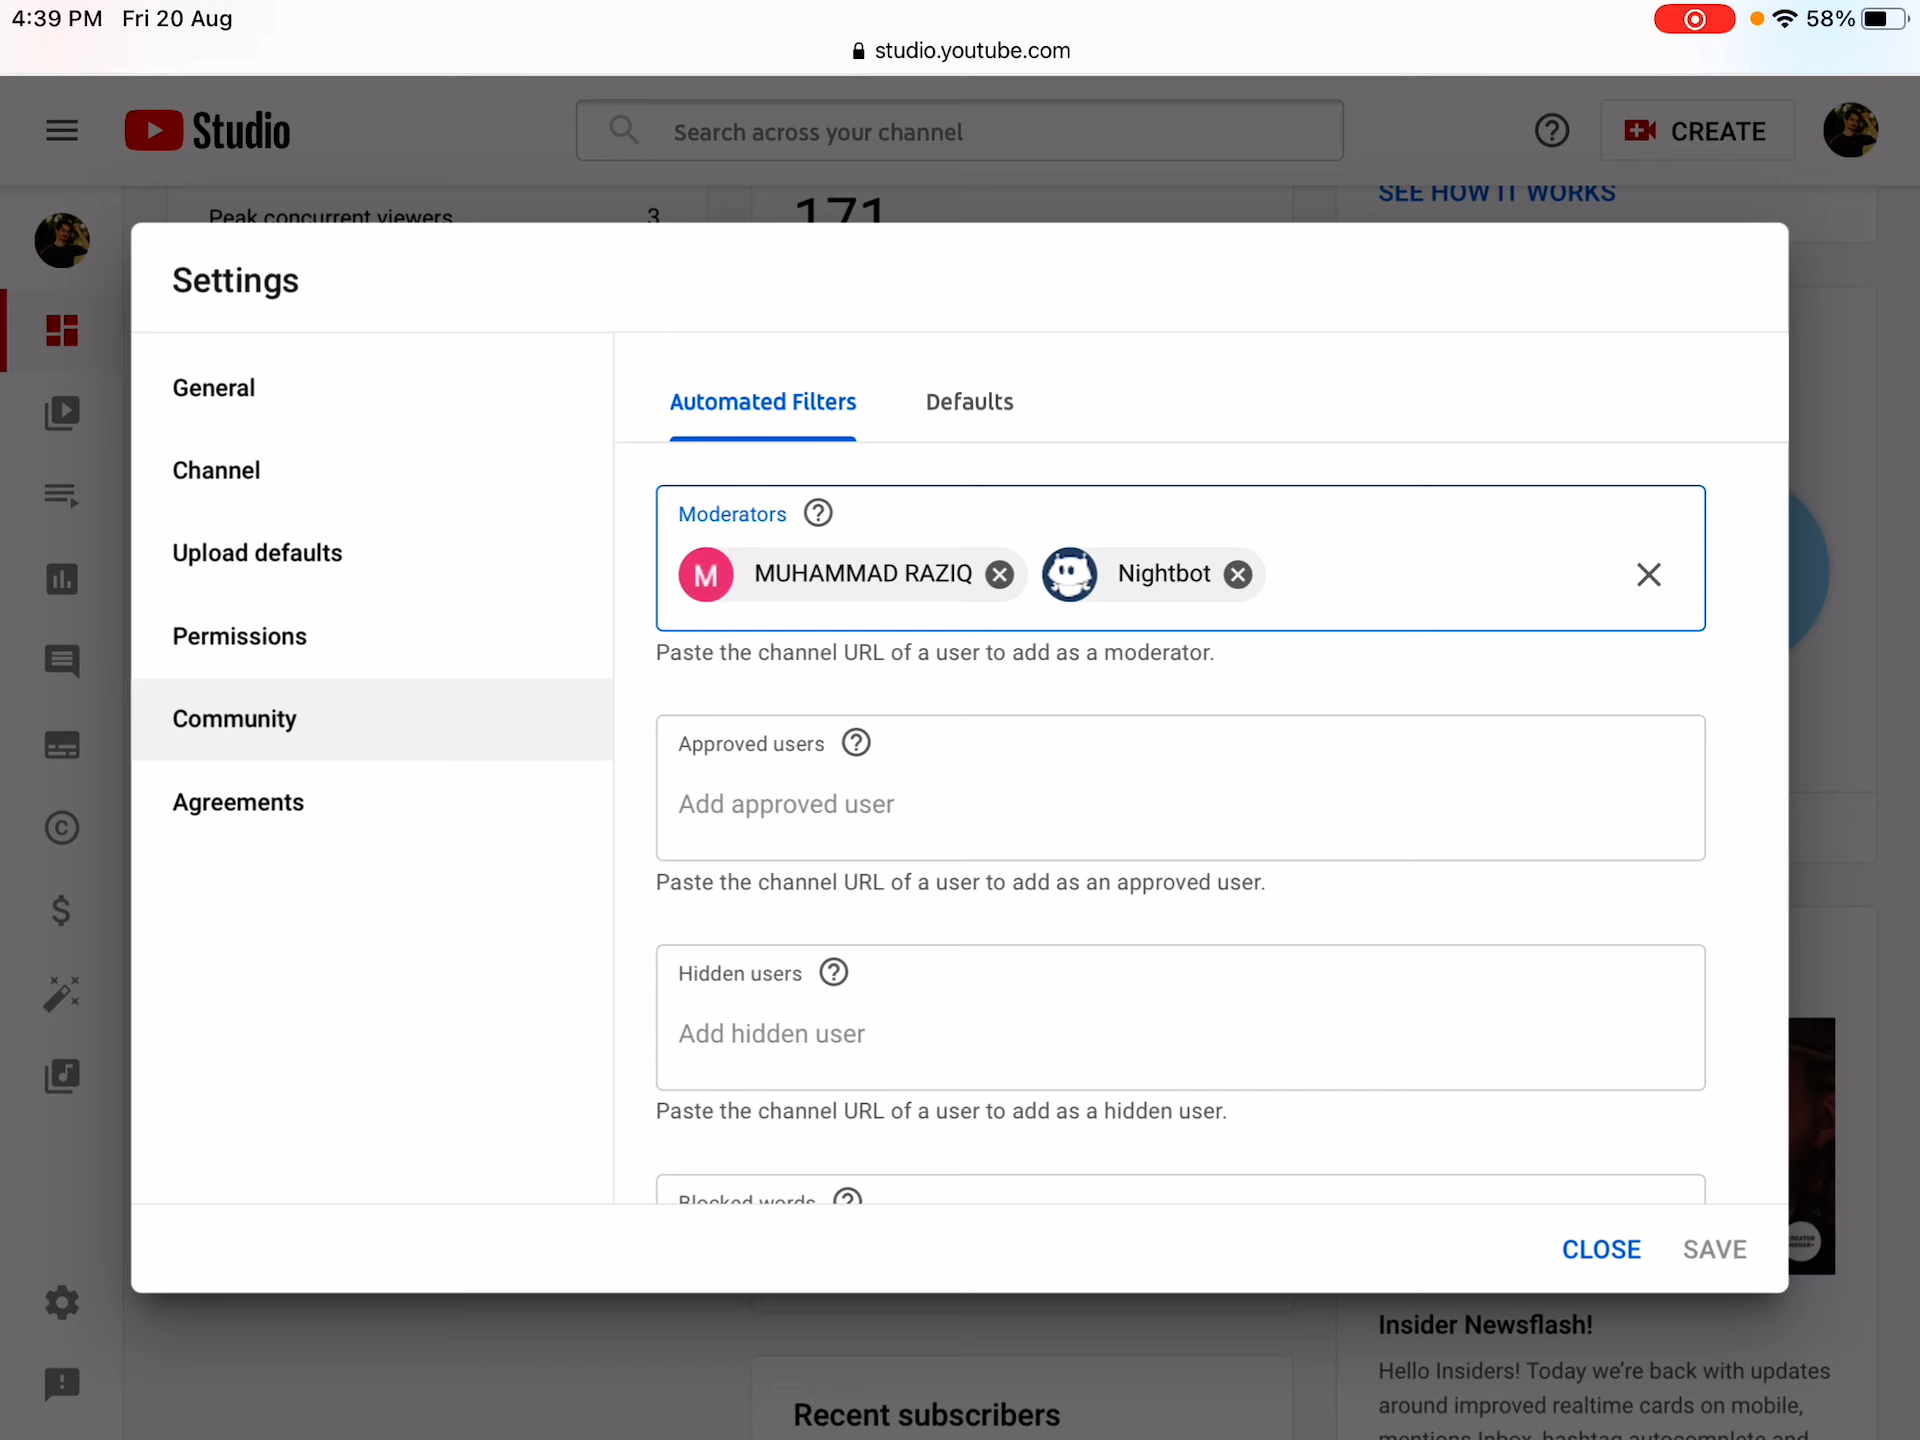 4:39 PM Fri 20 Aug
58%
studio.youtube.com
Studio
Search across your channel
CREATE
Peak concurrent viewers 3
171
SEE HOW IT WORKS
Settings
General
Channel
Upload defaults
Permissions
Community
Agreements
Automated Filters
Defaults
Moderators
M MUHAMMAD RAZIQ
Nightbot
Paste the channel URL of a user to add as a moderator.
Approved users
Add approved user
Paste the channel URL of a user to add as an approved user.
Hidden users
Add hidden user
Paste the channel URL of a user to add as a hidden user.
Blocked words
CLOSE
SAVE
Insider Newsflash!
Hello Insiders! Today we're back with updates
around improved realtime cards on mobile,
mentions Inbox, hashtag autocomplete and
Recent subscribers